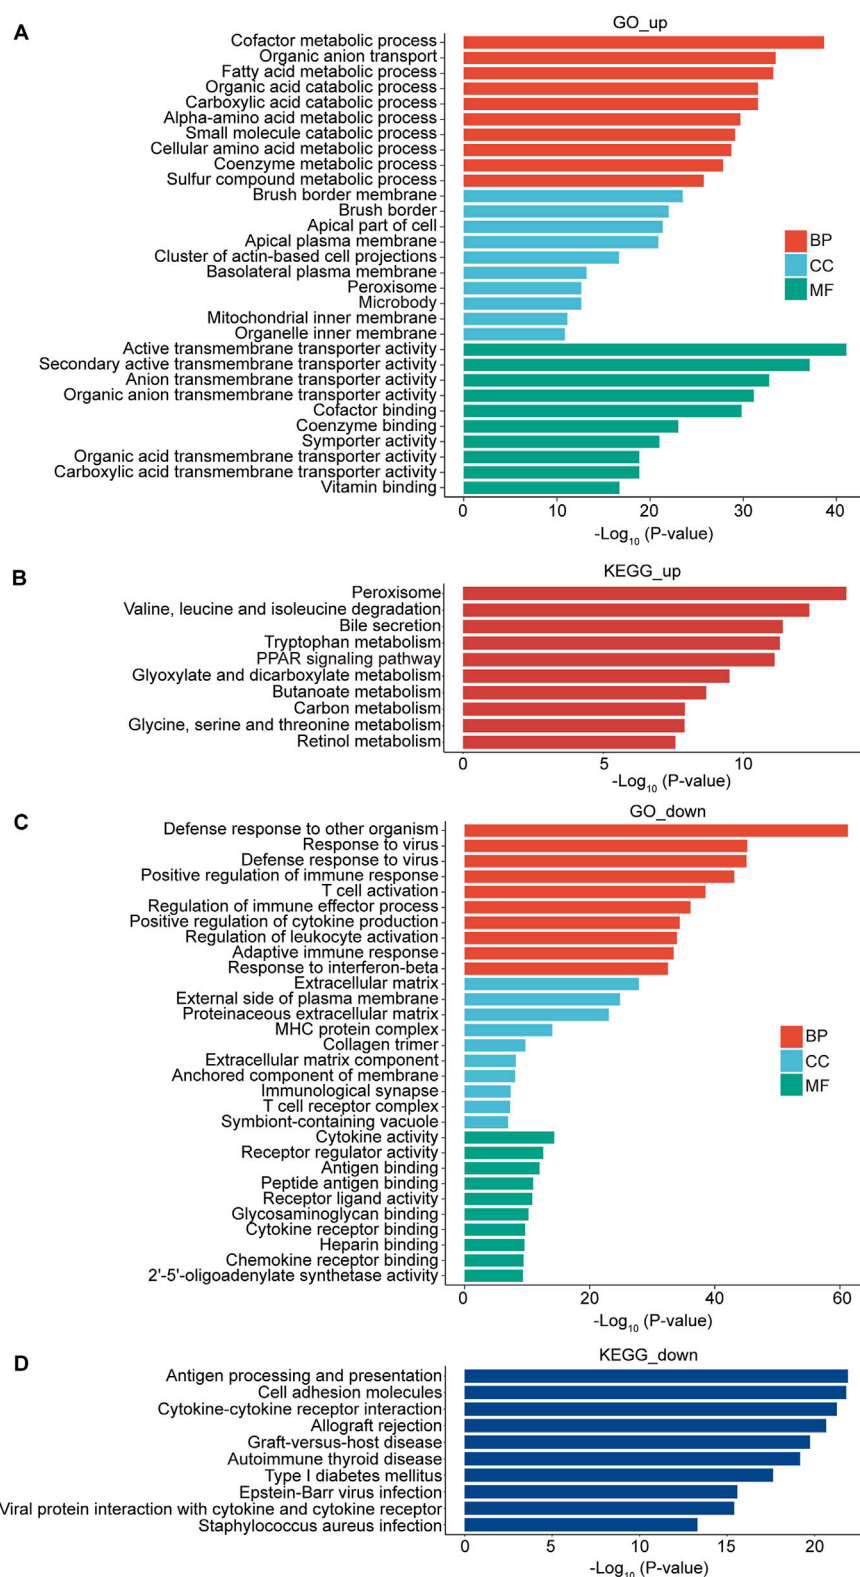 A
GO_up
Cofactor metabolic process
Organic anion transport
Fatty acid metabolic process
Organic acid catabolic process
Carboxylic acid catabolic process
Alpha-amino acid metabolic process
Small molecule catabolic process
Cellular amino acid metabolic process
Coenzyme metabolic process
Sulfur compound metabolic process
Brush border membrane
Brush border
Apical part of cell
Apical plasma membrane
Cluster of actin-based cell projections
Basolateral plasma membrane
Peroxisome
Microbody
Mitochondrial inner membrane
Organelle inner membrane
Active transmembrane transporter activity
Secondary active transmembrane transporter activity
Anion transmembrane transporter activity
Organic anion transmembrane transporter activity
Cofactor binding
Coenzyme binding
Symporter activity
Organic acid transmembrane transporter activity
Carboxylic acid transmembrane transporter activity
Vitamin binding
BP
CC
MF
0 10 20 30 40
-Log10 (P-value)
B
KEGG_up
Peroxisome
Valine, leucine and isoleucine degradation
Bile secretion
Tryptophan metabolism
PPAR signaling pathway
Glyoxylate and dicarboxylate metabolism
Butanoate metabolism
Carbon metabolism
Glycine, serine and threonine metabolism
Retinol metabolism
0 5 10
-Log10 (P-value)
C
GO_down
Defense response to other organism
Response to virus
Defense response to virus
Positive regulation of immune response
T cell activation
Regulation of immune effector process
Positive regulation of cytokine production
Regulation of leukocyte activation
Adaptive immune response
Response to interferon-beta
Extracellular matrix
External side of plasma membrane
Proteinaceous extracellular matrix
MHC protein complex
Collagen trimer
Extracellular matrix component
Anchored component of membrane
Immunological synapse
T cell receptor complex
Symbiont-containing vacuole
Cytokine activity
Receptor regulator activity
Antigen binding
Peptide antigen binding
Receptor ligand activity
Glycosaminoglycan binding
Cytokine receptor binding
Heparin binding
Chemokine receptor binding
2'-5'-oligoadenylate synthetase activity
BP
CC
MF
0 20 40 60
-Log10 (P-value)
D
KEGG_down
Antigen processing and presentation
Cell adhesion molecules
Cytokine-cytokine receptor interaction
Allograft rejection
Graft-versus-host disease
Autoimmune thyroid disease
Type I diabetes mellitus
Epstein-Barr virus infection
Viral protein interaction with cytokine and cytokine receptor
Staphylococcus aureus infection
0 5 10 15 20
-Log10 (P-value)